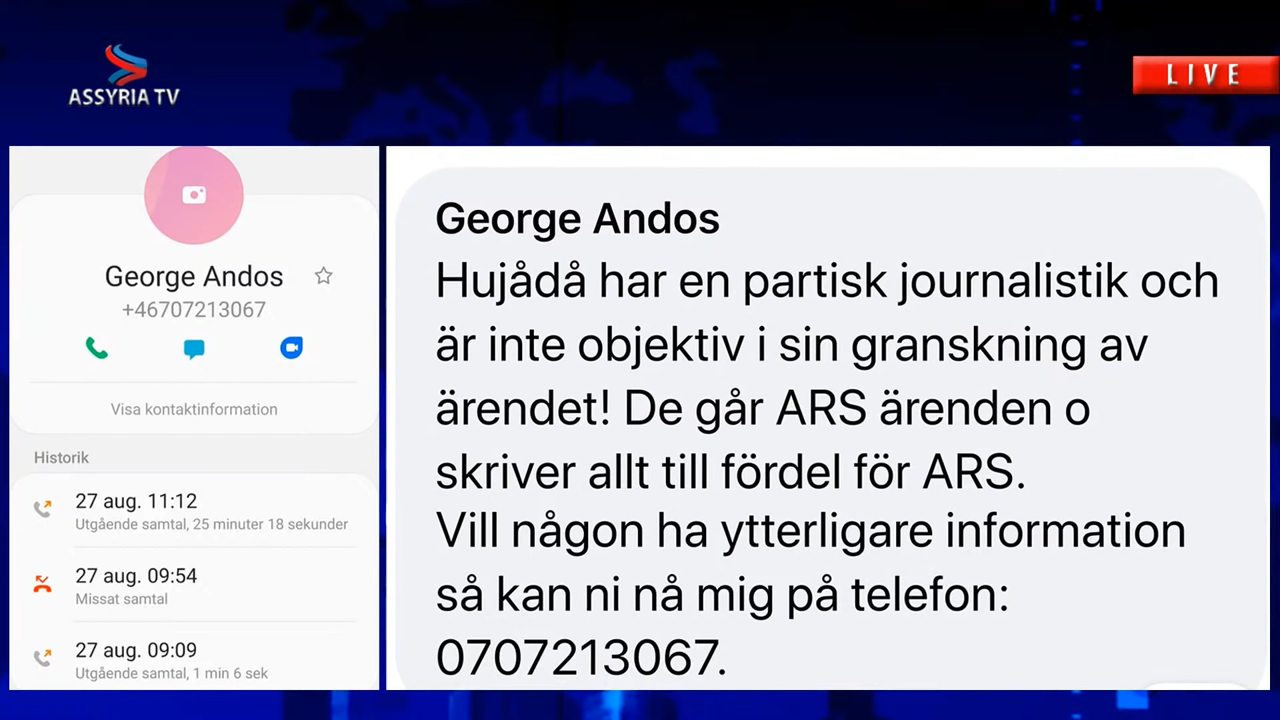 ASSYRIA TV
LIVE
George Andos
+46707213067
Visa kontaktinformation
Historik
27 aug. 11:12
Utgående samtal, 25 minuter 18 sekunder
27 aug. 09:54
Missat samtal
27 aug. 09:09
Utgående samtal, 1 min 6 sek
George Andos
Hujådå har en partisk journalistik och
är inte objektiv i sin granskning av
ärendet! De går ARS ärenden o
skriver allt till fördel för ARS.
Vill någon ha ytterligare information
så kan ni nå mig på telefon:
0707213067.